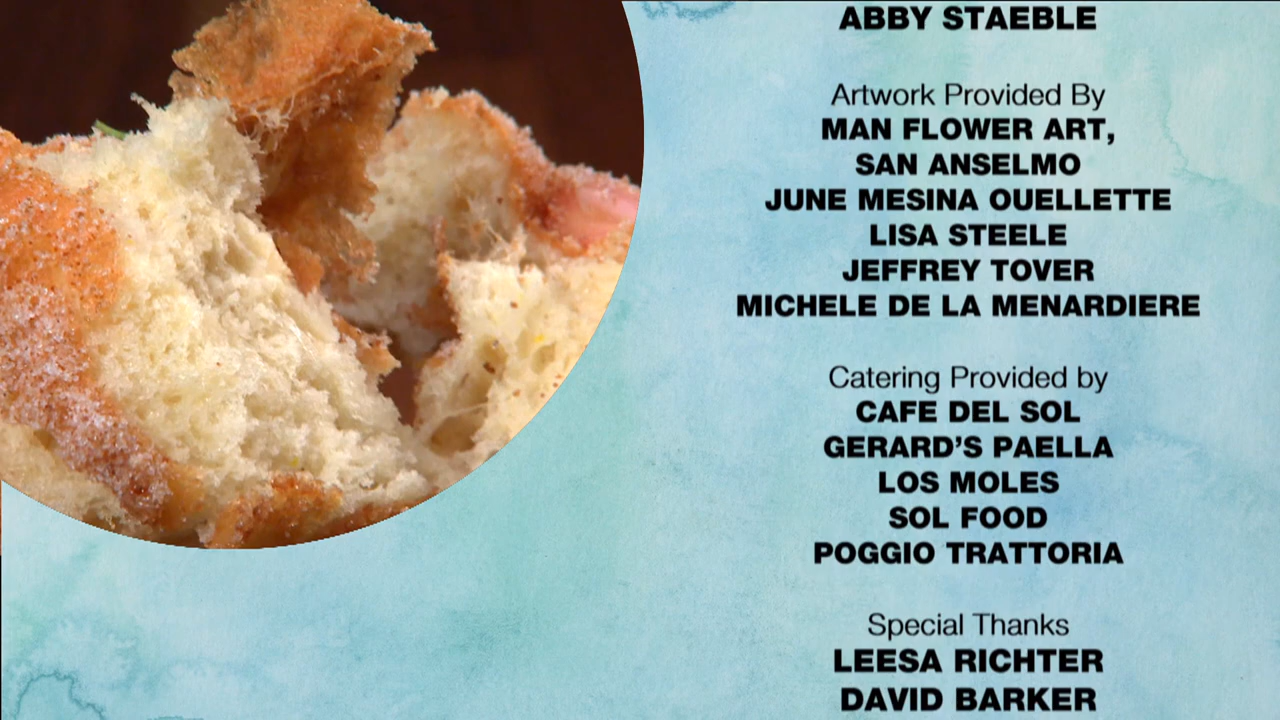 ABBY STAEBLE
Artwork Provided By
MAN FLOWER ART,
SAN ANSELMO
JUNE MESINA OUELLETTE
LISA STEELE
JEFFREY TOVER
MICHELE DE LA MENARDIERE
Catering Provided by
CAFE DEL SOL
GERARD’S PAELLA
LOS MOLES
SOL FOOD
POGGIO TRATTORIA
Special Thanks
LEESA RICHTER
DAVID BARKER